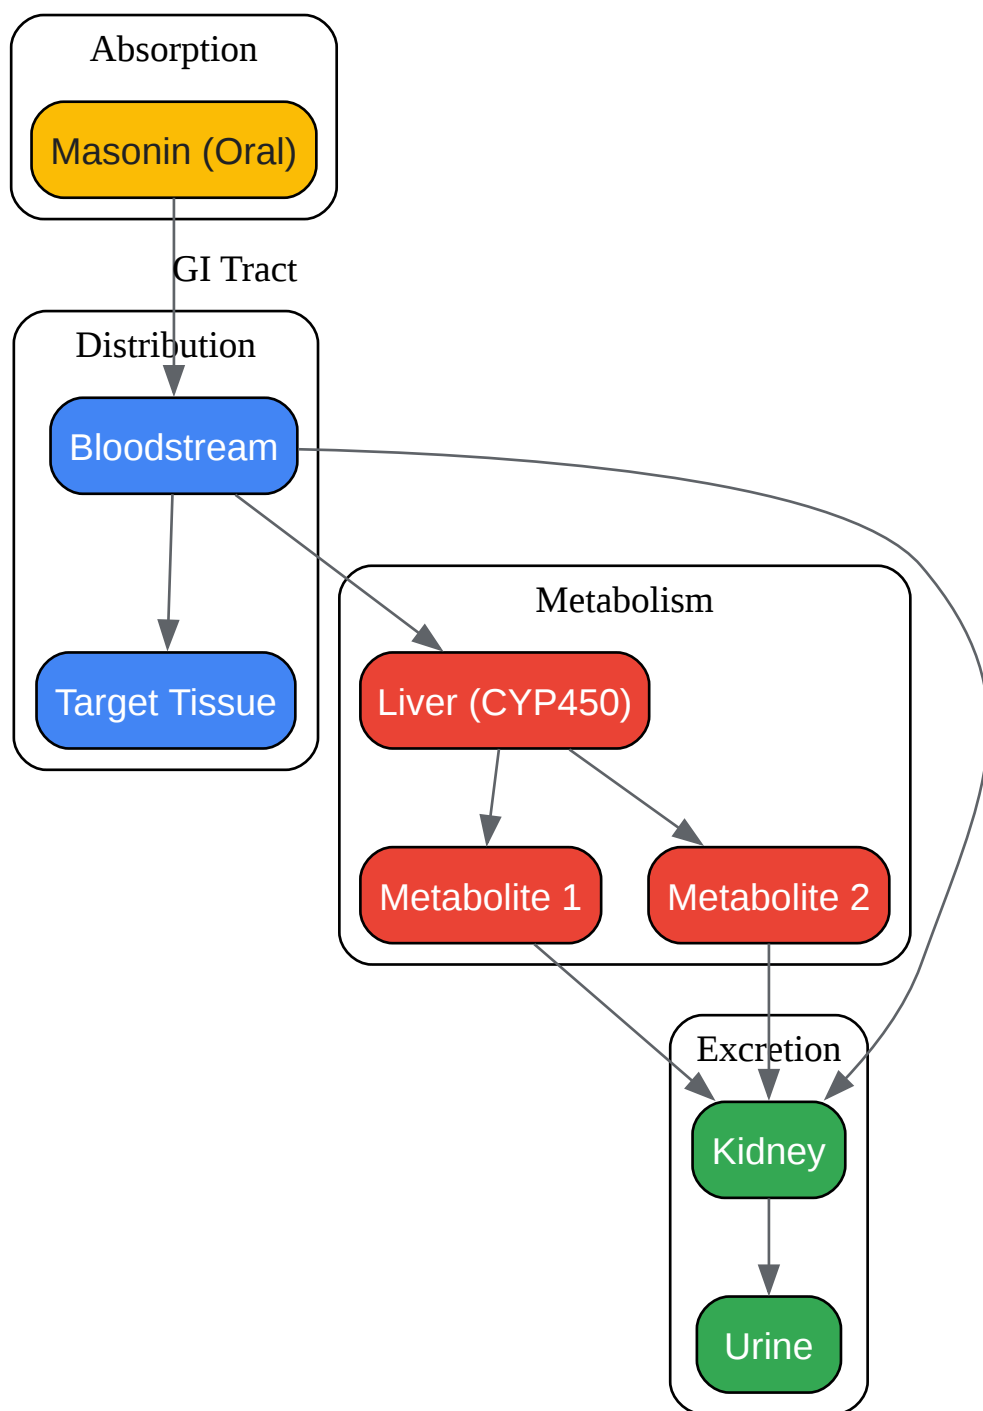 Absorption
Masonin (Oral)
GI Tract
Distribution
Bloodstream
Target Tissue
Metabolism
Liver (CYP450)
Metabolite 1
Metabolite 2
Excretion
Kidney
Urine